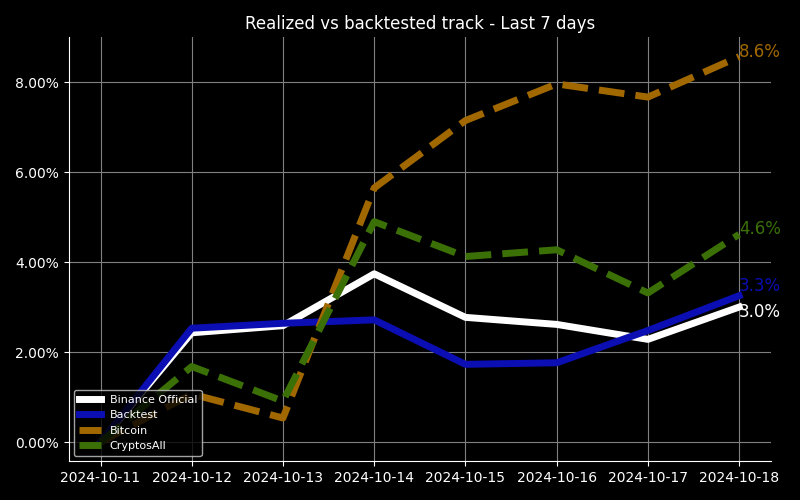 Realized vs backtested track - Last 7 days
8.6%
8.00%
6.00%
4.6%
4.00%
3.3%
3.0%
2.00%
Binance Official
Backtest
Bitcoin
CryptosAll
0.00%
2024-10-11 2024-10-12 2024-10-13 2024-10-14 2024-10-15 2024-10-16 2024-10-17 2024-10-18